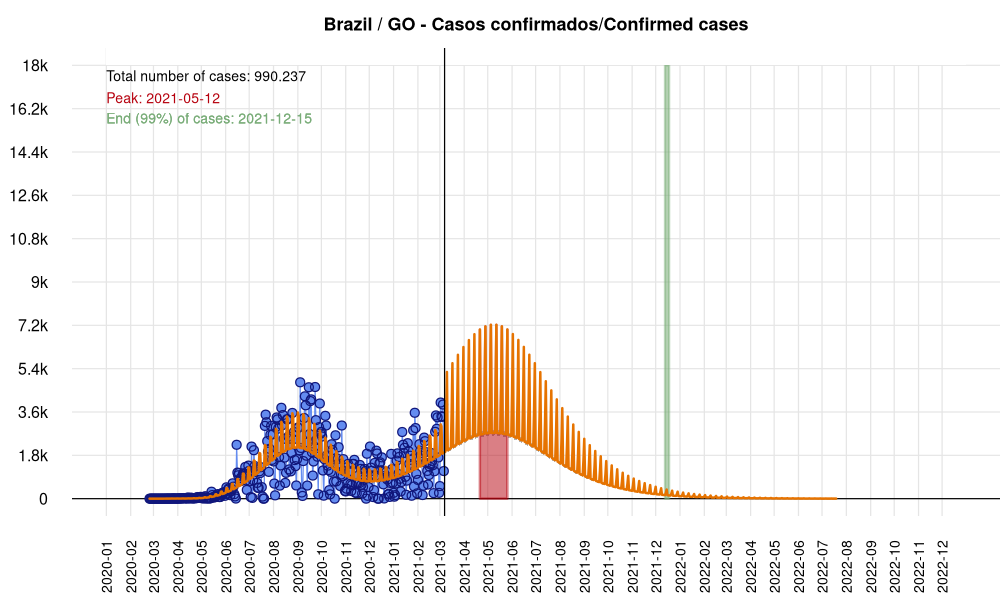 Brazil / GO - Casos confirmados/Confirmed cases
Total number of cases: 990.237
Peak: 2021-05-12
End (99%) of cases: 2021-12-15
18k
16.2k
14.4k
12.6k
10.8k
9k
7.2k
5.4k
3.6k
1.8k
0
2020-01
2020-02
2020-03
2020-04
2020-05
2020-06
2020-07
2020-08
2020-09
2020-10
2020-11
2020-12
2021-01
2021-02
2021-03
2021-04
2021-05
2021-06
2021-07
2021-08
2021-09
2021-10
2021-11
2021-12
2022-01
2022-02
2022-03
2022-04
2022-05
2022-06
2022-07
2022-08
2022-09
2022-10
2022-11
2022-12